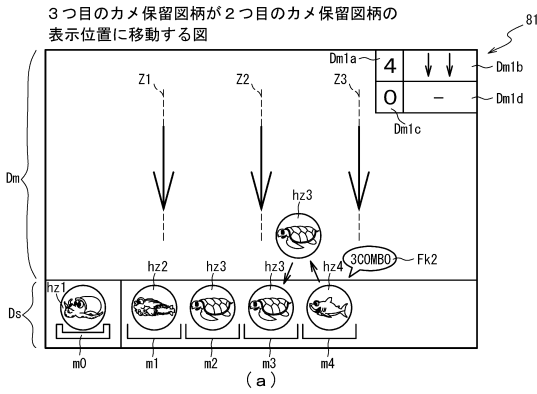 ３つ目のカメ保留図柄が２つ目のカメ保留図柄の
表示位置に移動する図
81
Dm1a
4
Dm1b
Z1
Z2
Z3
0
－
Dm1d
Dm1c
Dm
hz3
3COMBO
Fk2
hz1
hz2
hz3
hz3
hz4
Ds
m0
m1
m2
m3
m4
(a)